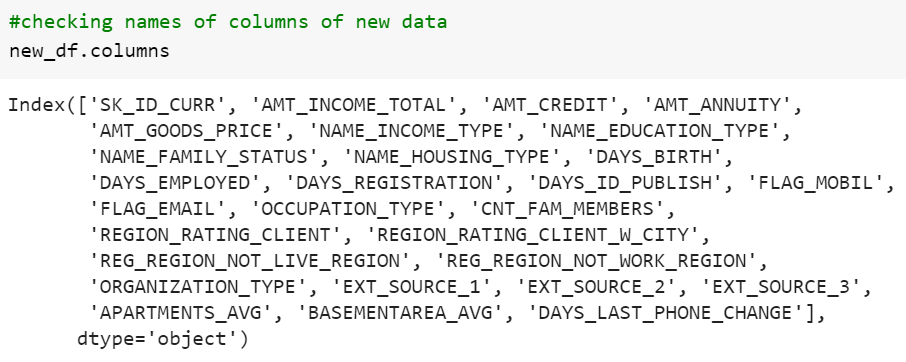 #checking names of columns of new data
new_df.columns
Index(['SK_ID_CURR', 'AMT_INCOME_TOTAL', 'AMT_CREDIT', 'AMT_ANNUITY',
'AMT_GOODS_PRICE', 'NAME_INCOME_TYPE', 'NAME_EDUCATION_TYPE',
'NAME_FAMILY_STATUS', 'NAME_HOUSING_TYPE', 'DAYS_BIRTH',
'DAYS_EMPLOYED', 'DAYS_REGISTRATION', 'DAYS_ID_PUBLISH', 'FLAG_MOBIL',
'FLAG_EMAIL', 'OCCUPATION_TYPE', 'CNT_FAM_MEMBERS',
'REGION_RATING_CLIENT', 'REGION_RATING_CLIENT_W_CITY',
'REG_REGION_NOT_LIVE_REGION', 'REG_REGION_NOT_WORK_REGION',
'ORGANIZATION_TYPE', 'EXT_SOURCE_1', 'EXT_SOURCE_2', 'EXT_SOURCE_3',
'APARTMENTS_AVG', 'BASEMENTAREA_AVG', 'DAYS_LAST_PHONE_CHANGE'],
dtype='object')